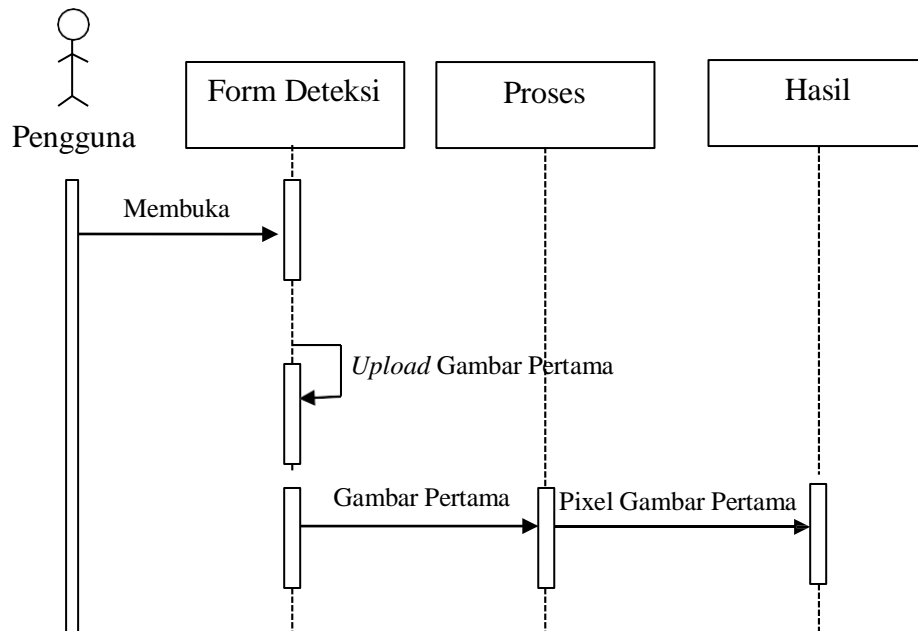 Form Deteksi
Proses
Hasil
Pengguna
Membuka
Upload Gambar Pertama
Gambar Pertama
Pixel Gambar Pertama